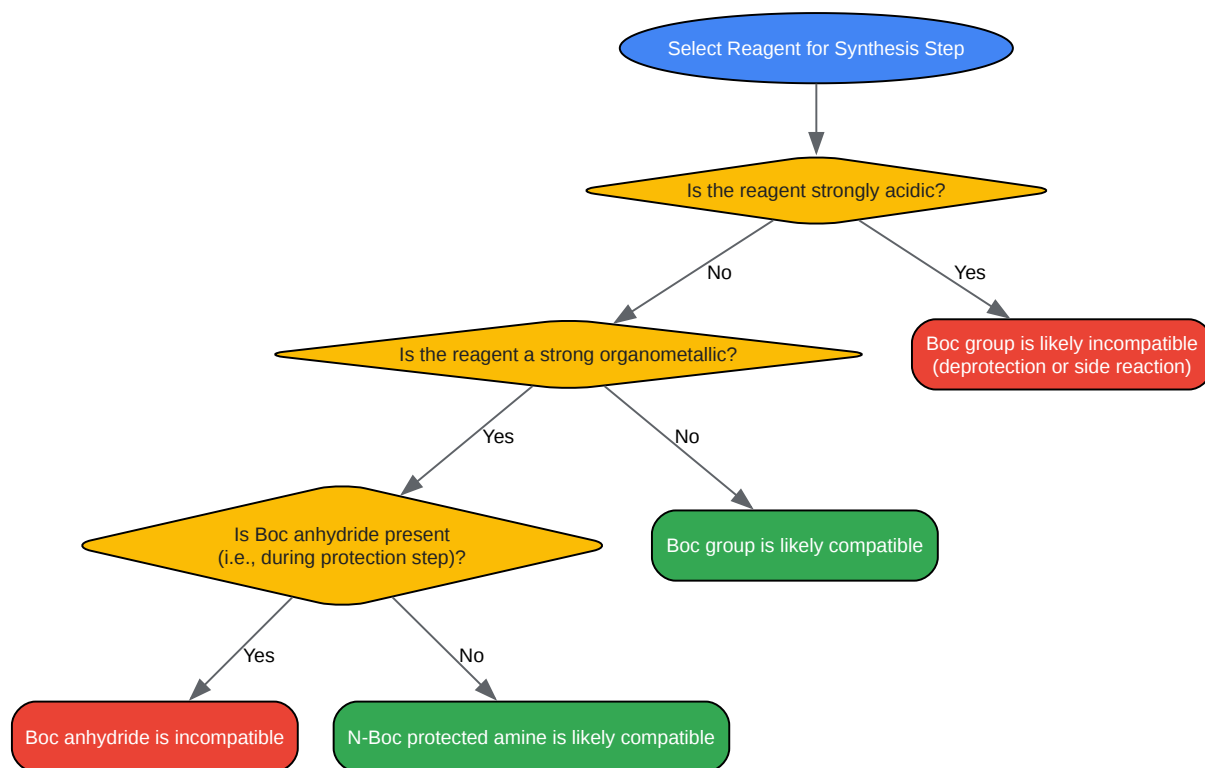 Select Reagent for Synthesis Step
Is the reagent strongly acidic?
No
Yes
Is the reagent a strong organometallic?
Boc group is likely incompatible
(deprotection or side reaction)
Yes
No
Is Boc anhydride present
(i.e., during protection step)?
Boc group is likely compatible
Yes
No
Boc anhydride is incompatible
N-Boc protected amine is likely compatible